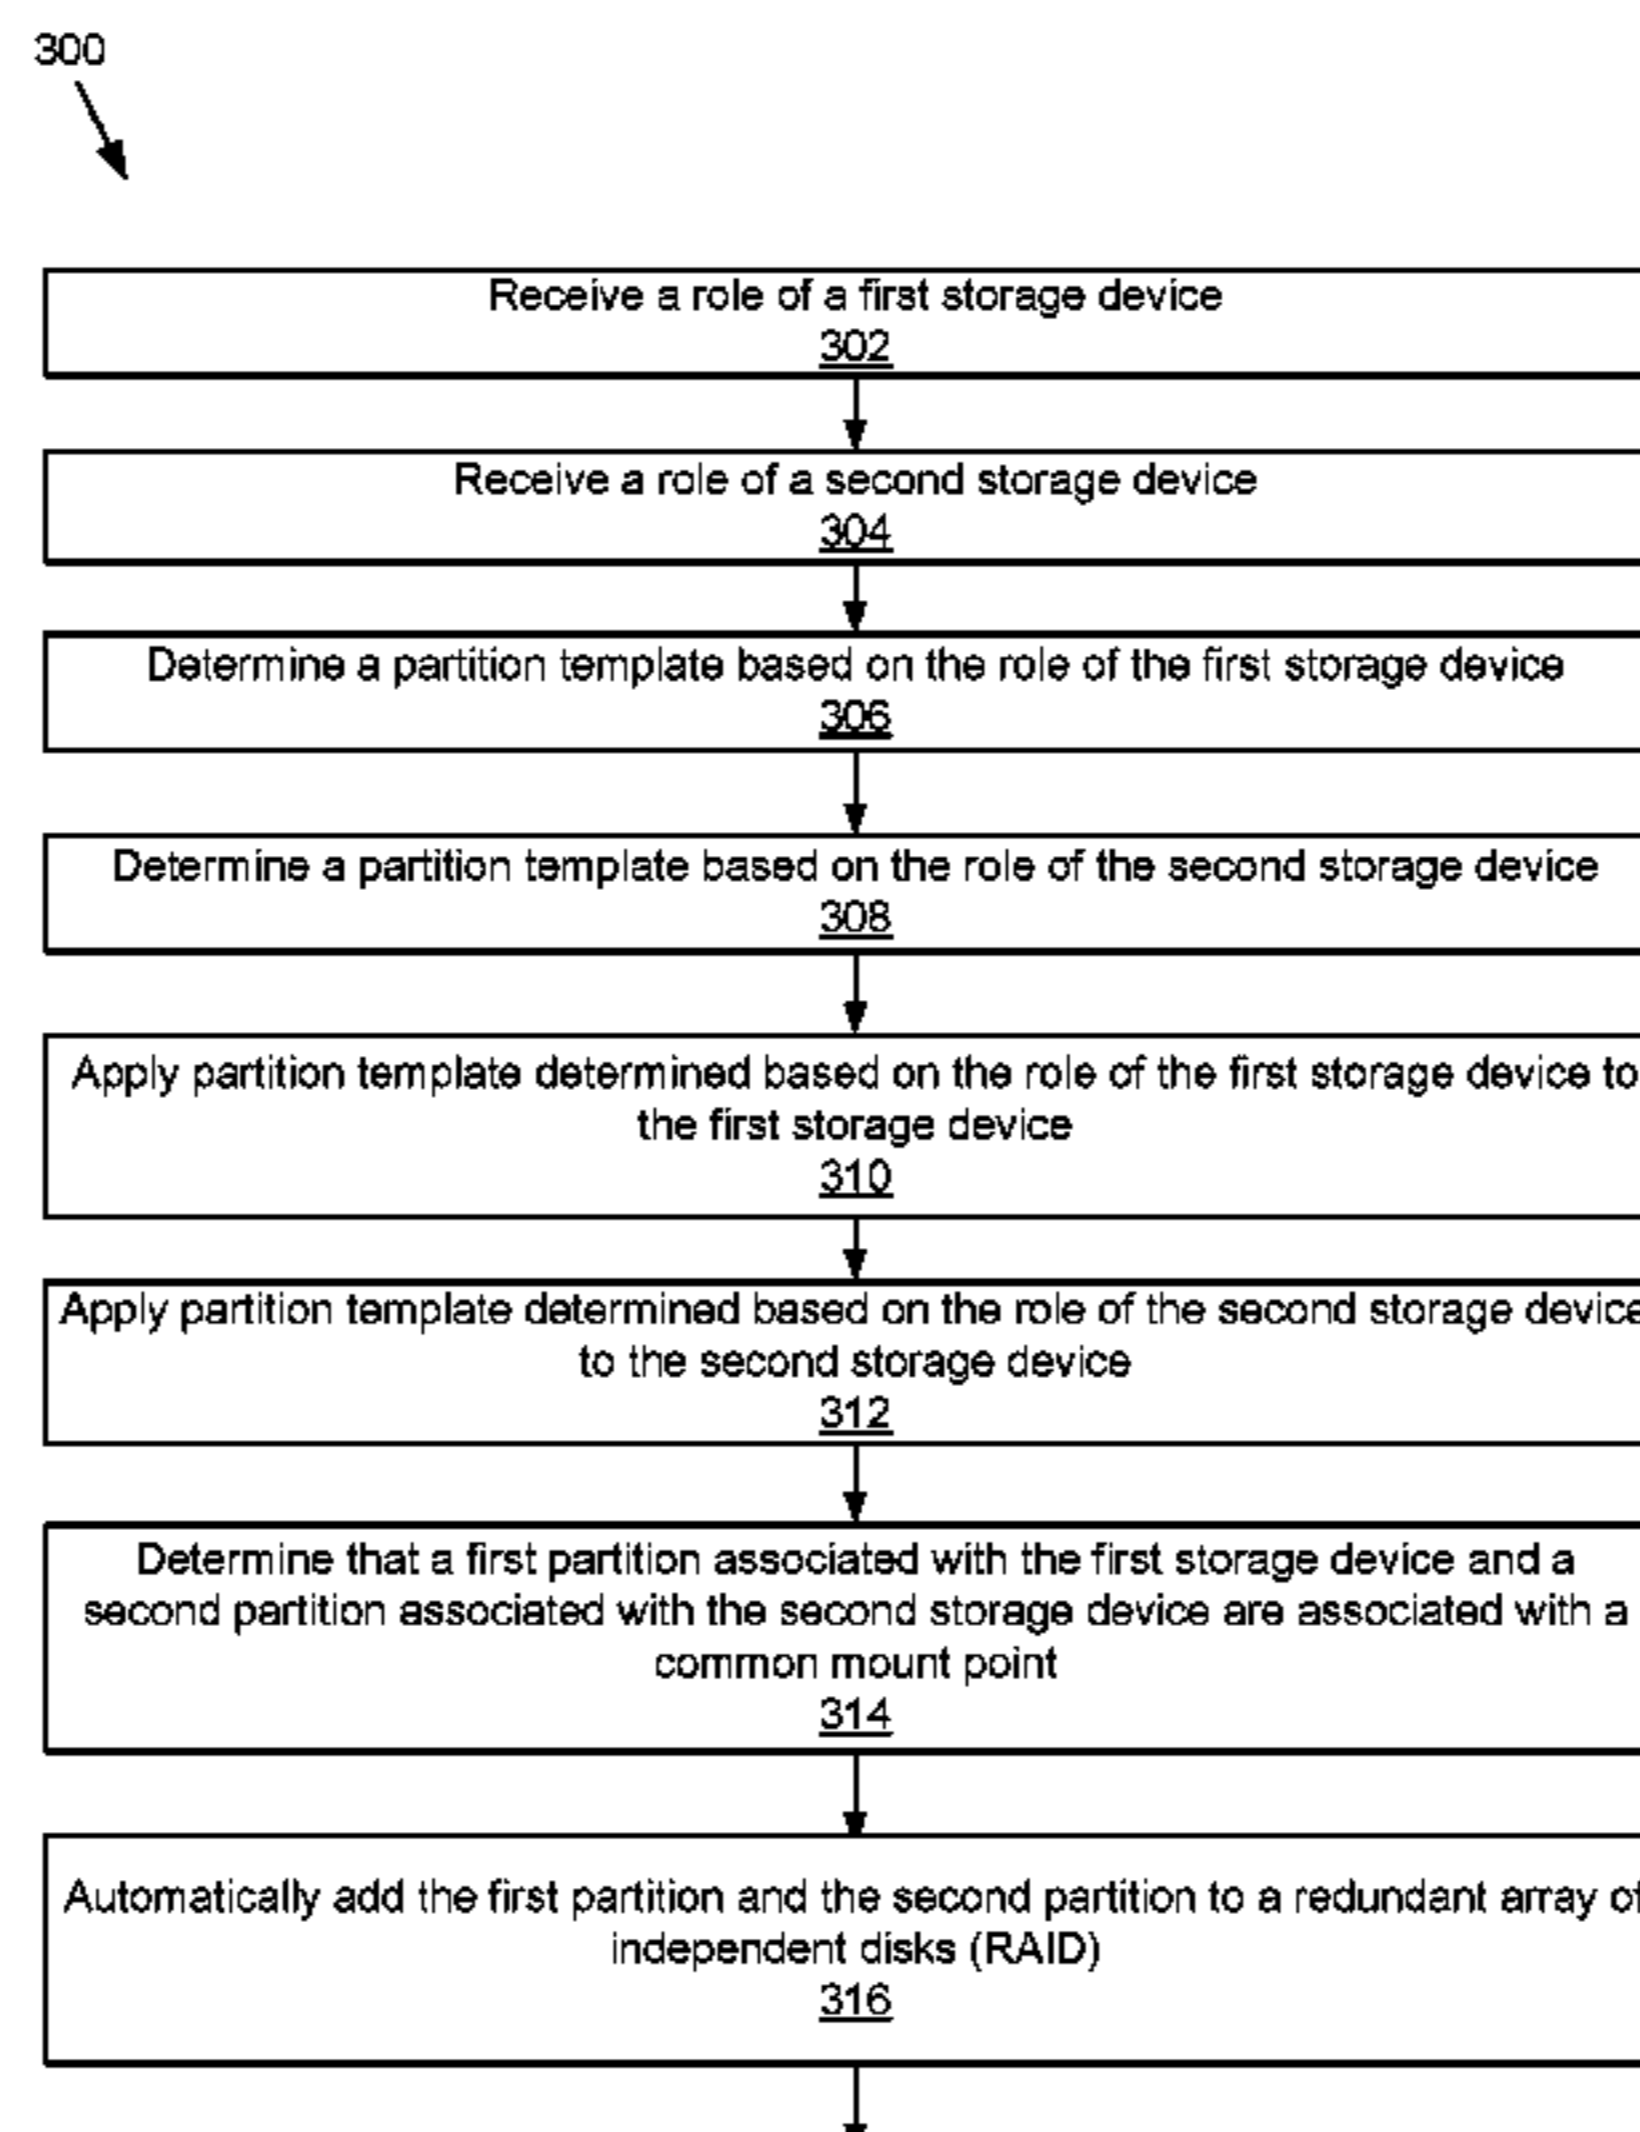 300
Receive a role of a first storage device
302
Receive a role of a second storage device
304
Determine a partition template based on the role of the first storage device
306
Determine a partition template based on the role of the second storage device
308
Apply partition template determined based on the role of the first storage device to
the first storage device
310
Apply partition template determined based on the role of the second storage device
to the second storage device
312
Determine that a first partition associated with the first storage device and a
second partition associated with the second storage device are associated with a
common mount point
314
Automatically add the first partition and the second partition to a redundant array of
independent disks (RAID)
316